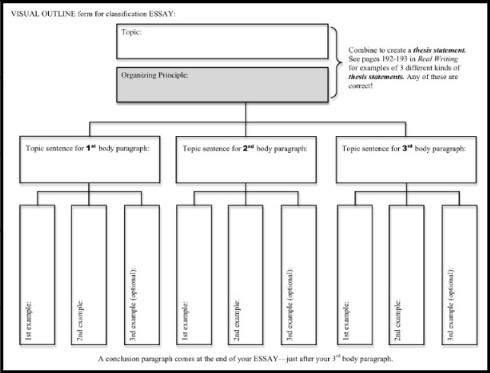 VISUAL OUTLINE form for classification ESSAY:
Topic:
Combine to create a thesis statement.
See pages 192-193 in Real Writing
for examples of 3 different kinds of
thesis statements. Any of these are
correct!
Organizing Principle:
Topic sentence for 1st body paragraph:
Topic sentence for 2nd body paragraph:
Topic sentence for 3rd body paragraph:
1st example:
2nd example:
3rd example (optional):
1st example:
2nd example:
3rd example (optional):
1st example:
2nd example:
3rd example (optional):
A conclusion paragraph comes at the end of your ESSAY---just after your 3rd body paragraph.